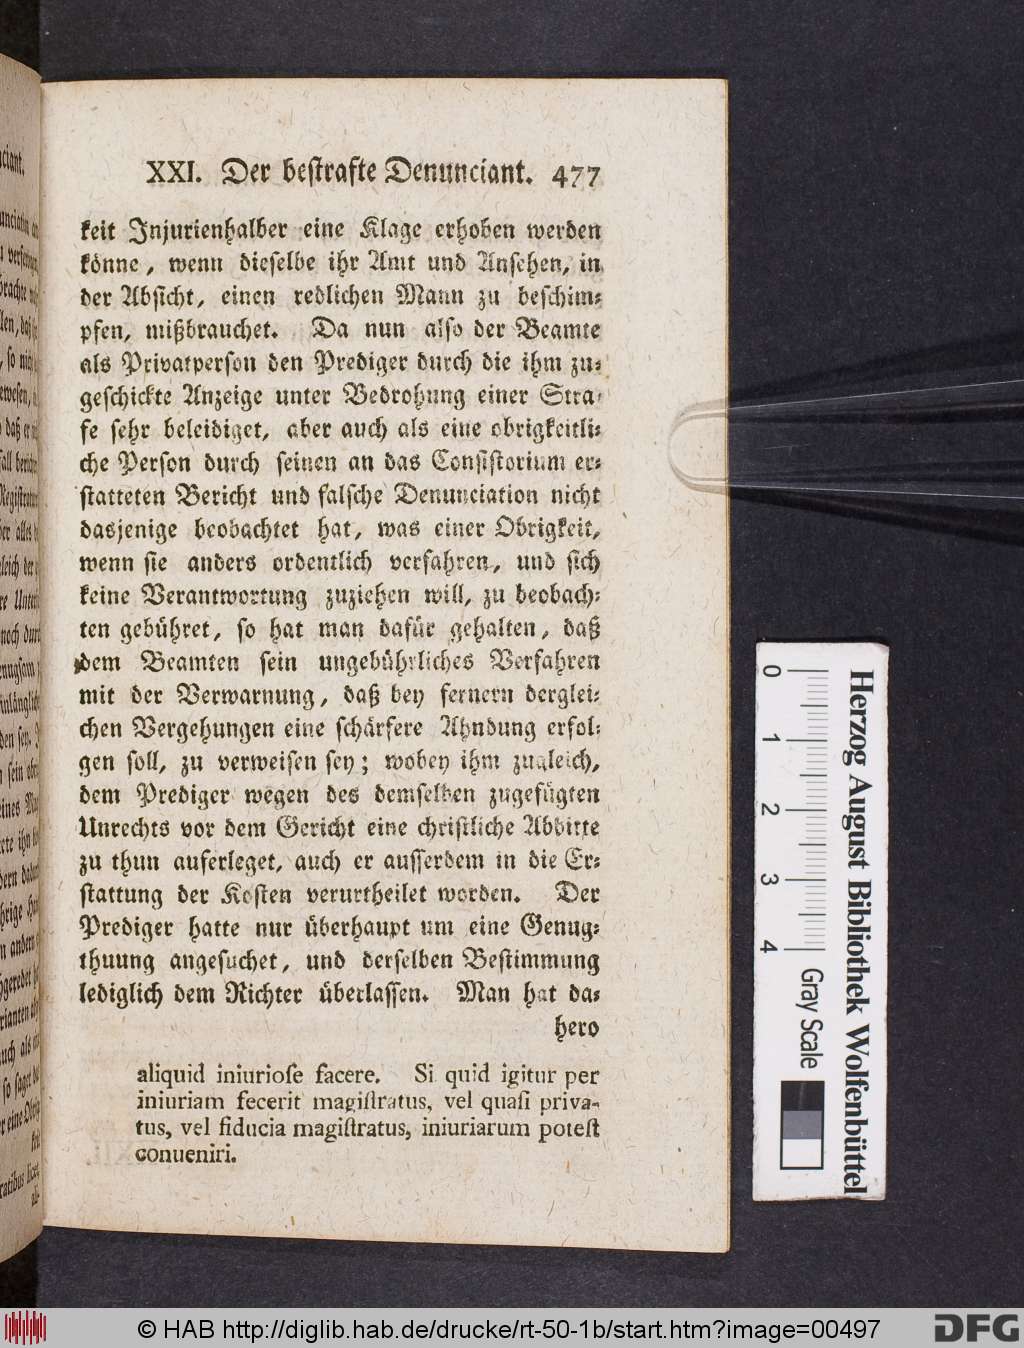 XXI. Der bestrafte Denunciant. 477
keit Injurienhalber eine Klage erhoben werden
könne, wenn dieselbe ihr Amt und Ansehen, in
der Absicht, einen redlichen Mann zu beschim⸗
pfen, mißbrauchet. Da nun also der Beamte
als Privatperson den Prediger durch die ihm zu⸗
geschickte Anzeige unter Bedrohung einer Stra⸗
fe sehr beleidiget, aber auch als eine obrigkeitli⸗
che Person durch seinen an das Consistorium er⸗
statteten Bericht und falsche Denunciation nicht
dasjenige beobachtet hat, was einer Obrigkeit,
wenn sie anders ordentlich verfahren, und sich
keine Verantwortung zuziehen will, zu beobach⸗
ten gebühret, so hat man dafür gehalten, daß
dem Beamten sein ungebührliches Verfahren
mit der Verwarnung, daß bey fernern derglei⸗
chen Vergehungen eine schärfere Ahndung erfol⸗
gen soll, zu verweisen sey; wobey ihm zugleich,
dem Prediger wegen des demselben zugefügten
Unrechts vor dem Gericht eine christliche Abbitte
zu thun auferleget, auch er ausserdem in die Er⸗
stattung der Kosten verurtheilet worden. Der
Prediger hatte nur überhaupt um eine Genug⸗
thuung angesuchet, und derselben Bestimmung
lediglich dem Richter überlassen. Man hat da⸗
hero
aliquid iniuriose facere. Si quid igitur per
iniuriam fecerit magistratus, vel quasi priva-
tus, vel fiducia magistratus, iniuriarum potest
conueniri.
0 1 2 3 4
Gray Scale
Herzog August Bibliothek Wolfenbüttel
© HAB http://diglib.hab.de/drucke/rt-50-1b/start.htm?image=00497
DFG